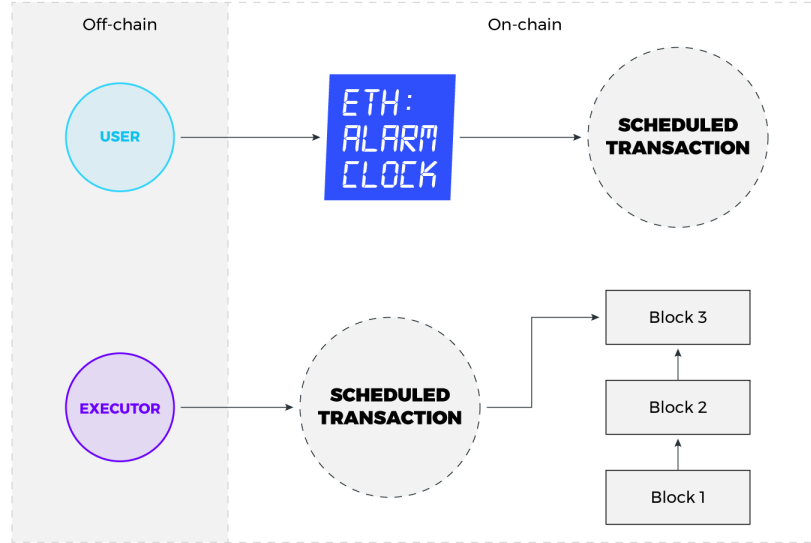 Off-chain
On-chain
USER
ETH:
ALARM
CLOCK
SCHEDULED
TRANSACTION
EXECUTOR
SCHEDULED
TRANSACTION
Block 3
Block 2
Block 1